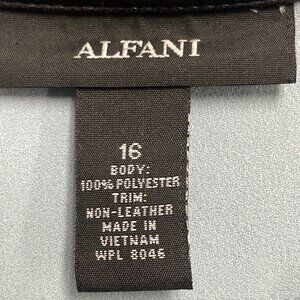 ALFANI
16
BODY:
100% POLYESTER
TRIM:
NON-LEATHER
MADE IN
VIETNAM
WPL 8046